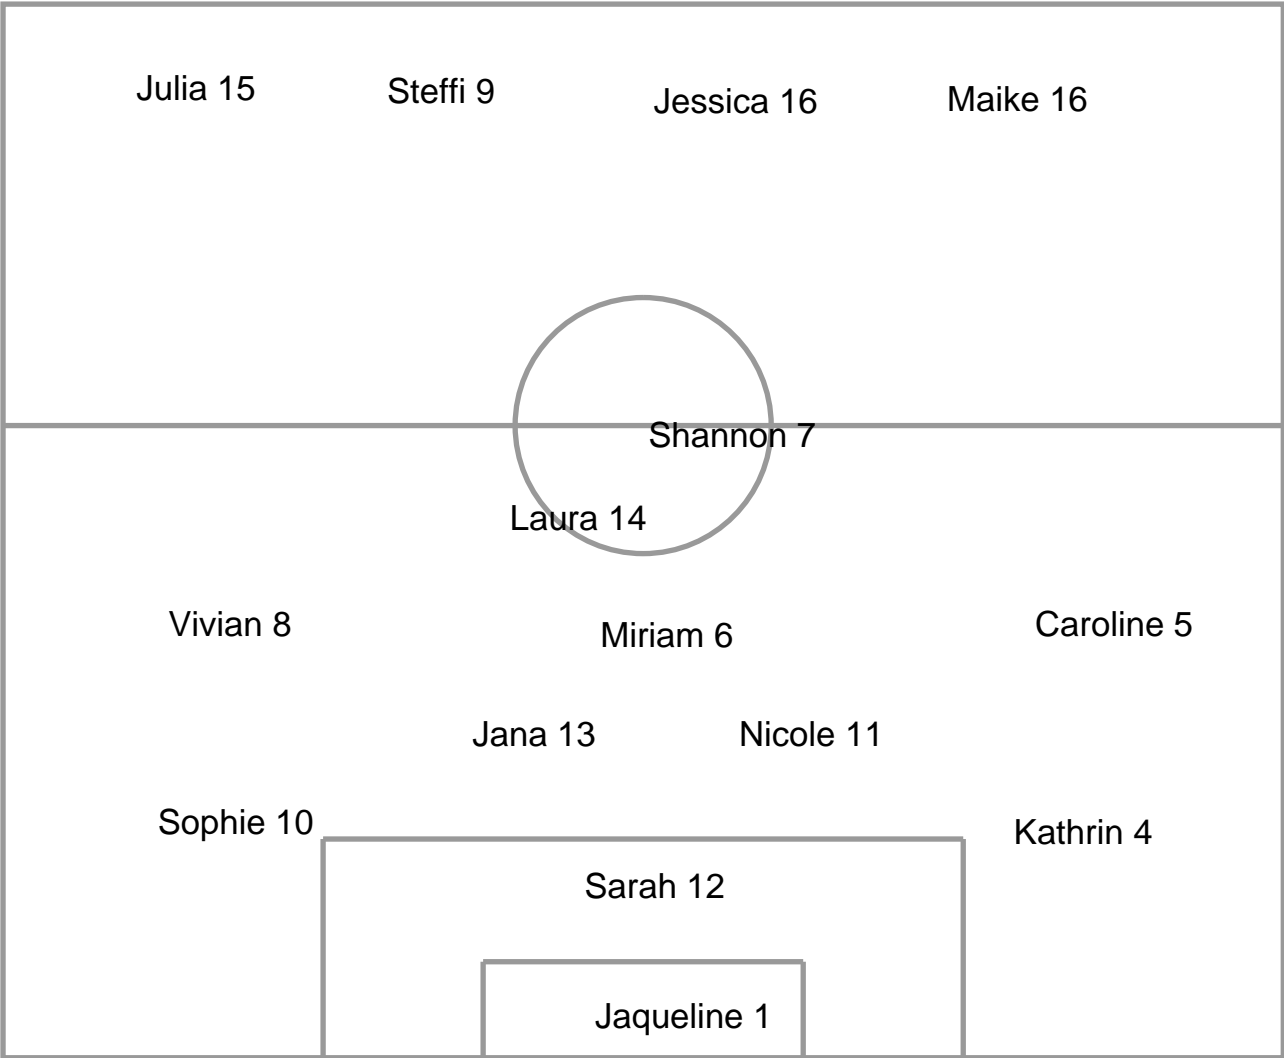 Julia 15
Steffi 9
Jessica 16
Maike 16
Shannon 7
Laura 14
Vivian 8
Miriam 6
Caroline 5
Jana 13
Nicole 11
Sophie 10
Kathrin 4
Sarah 12
Jaqueline 1